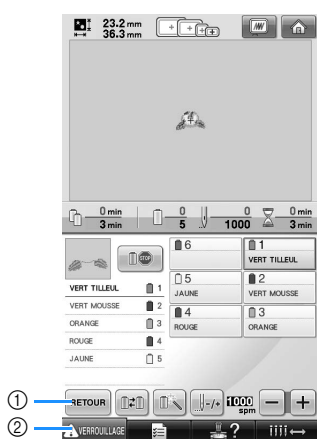 23.2 mm
36.3 mm
0 min
3 min
0
5
0
1000
0 min
3 min
VERT TILLEUL 1
VERT MOUSSE 2
ORANGE 3
ROUGE 4
JAUNE 5
6
1
VERT TILLEUL
5
JAUNE
2
VERT MOUSSE
4
ROUGE
3
ORANGE
① RETOUR
-/+
1000
spm
− +
② VERROUILLAGE
?